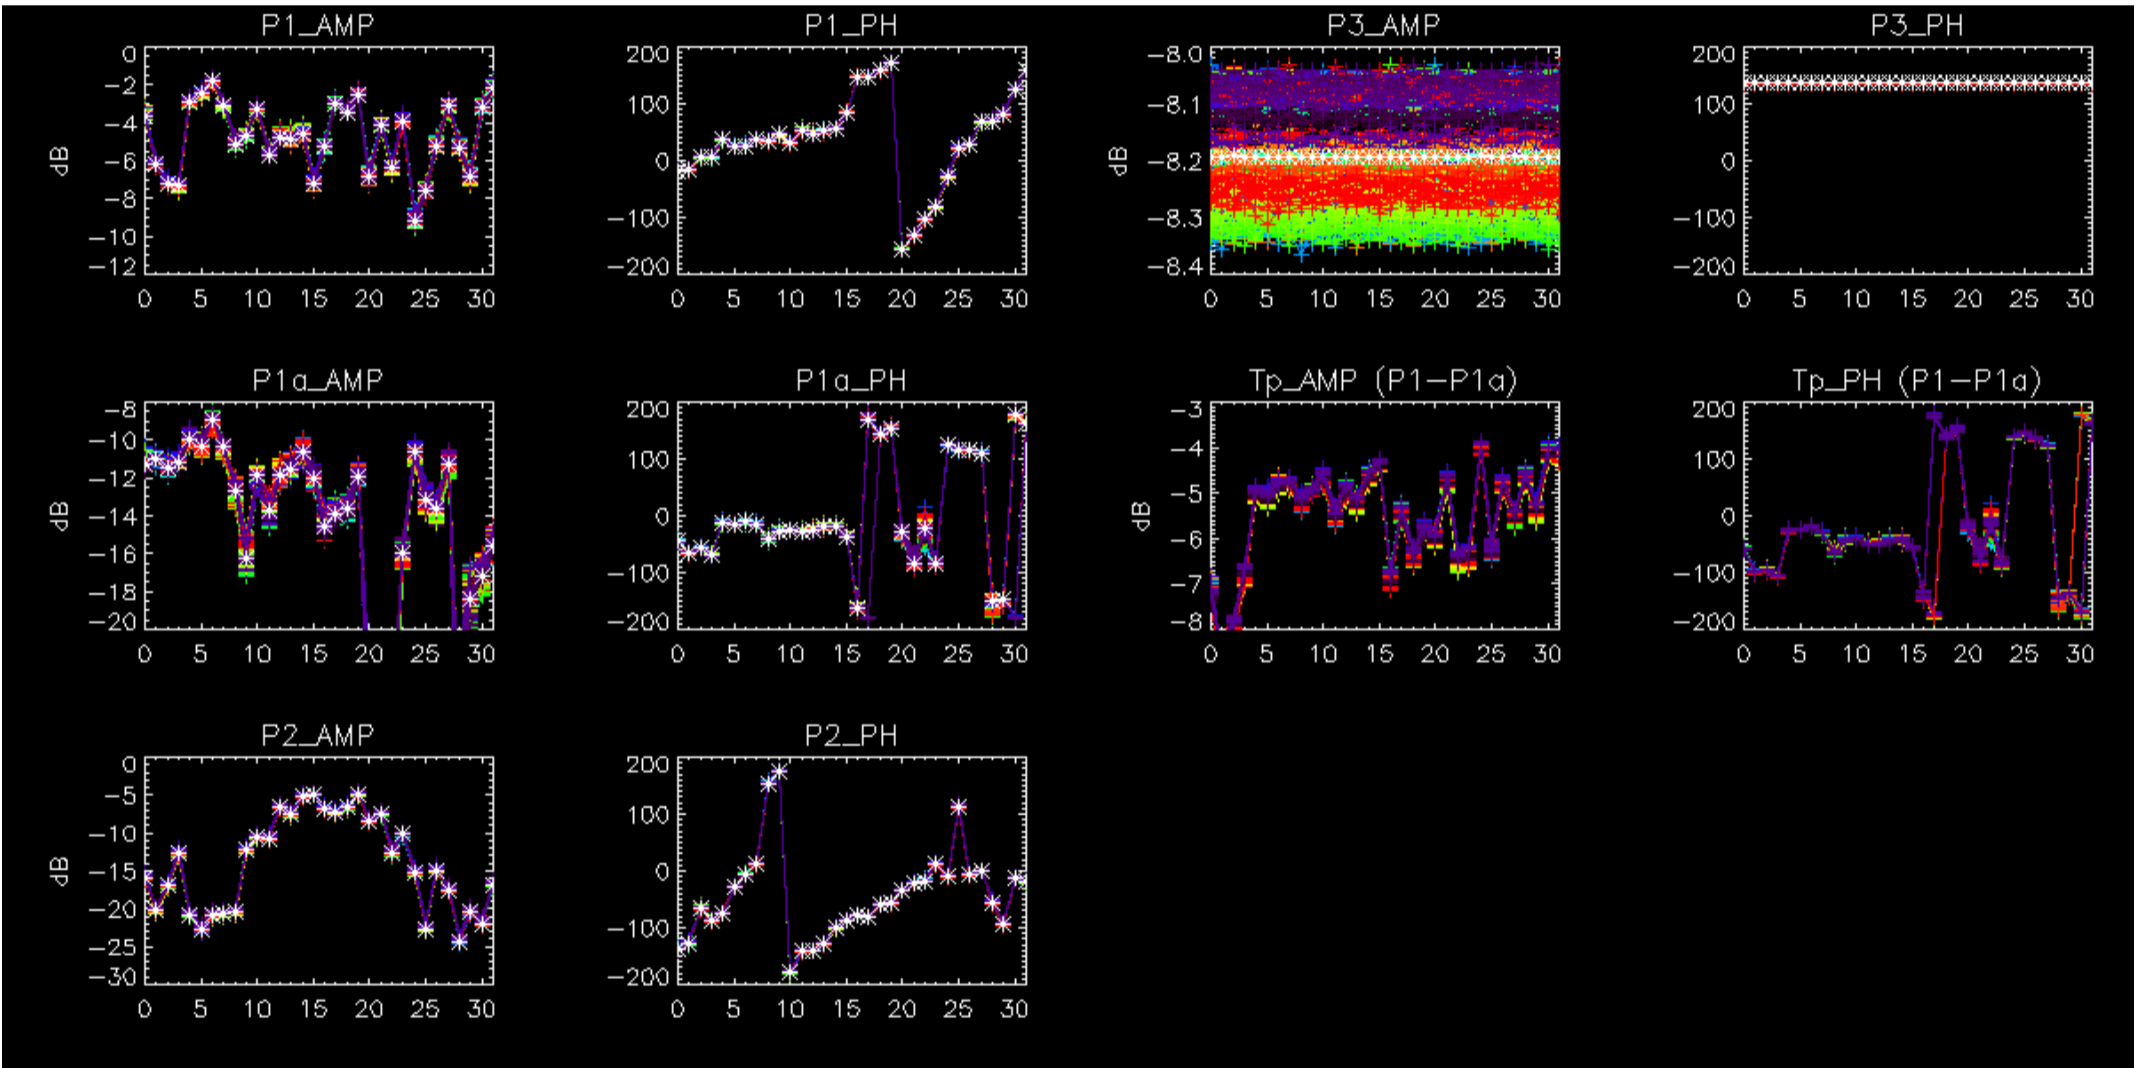 P1_AMP
0
−2
−4
−6
−8
−10
−12
dB
0 5 10 15 20 25 30
P1_PH
200
100
0
−100
−200
0 5 10 15 20 25 30
P3_AMP
−8.0
−8.1
−8.2
−8.3
−8.4
dB
0 5 10 15 20 25 30
P3_PH
200
100
0
−100
−200
0 5 10 15 20 25 30
P1a_AMP
−8
−10
−12
−14
−16
−18
−20
dB
0 5 10 15 20 25 30
P1a_PH
200
100
0
−100
−200
0 5 10 15 20 25 30
Tp_AMP (P1−P1a)
−3
−4
−5
−6
−7
−8
dB
0 5 10 15 20 25 30
Tp_PH (P1−P1a)
200
100
0
−100
−200
0 5 10 15 20 25 30
P2_AMP
0
−5
−10
−15
−20
−25
−30
dB
0 5 10 15 20 25 30
P2_PH
200
100
0
−100
−200
0 5 10 15 20 25 30